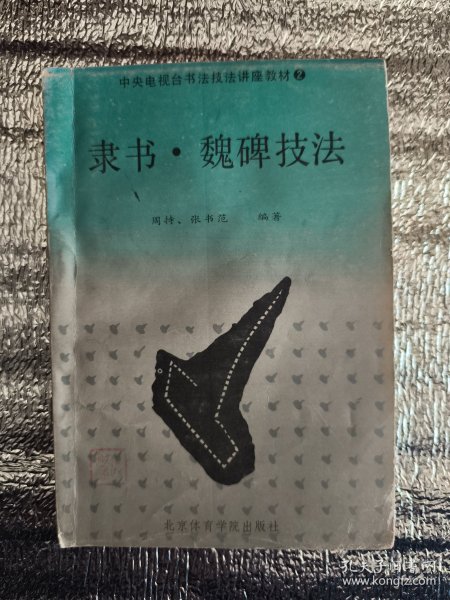 中央电视台书法技法讲座教材2
隶书·魏碑技法
周持、张书范 编著
北京体育学院出版社
孔夫子旧书网
www.kongfz.com